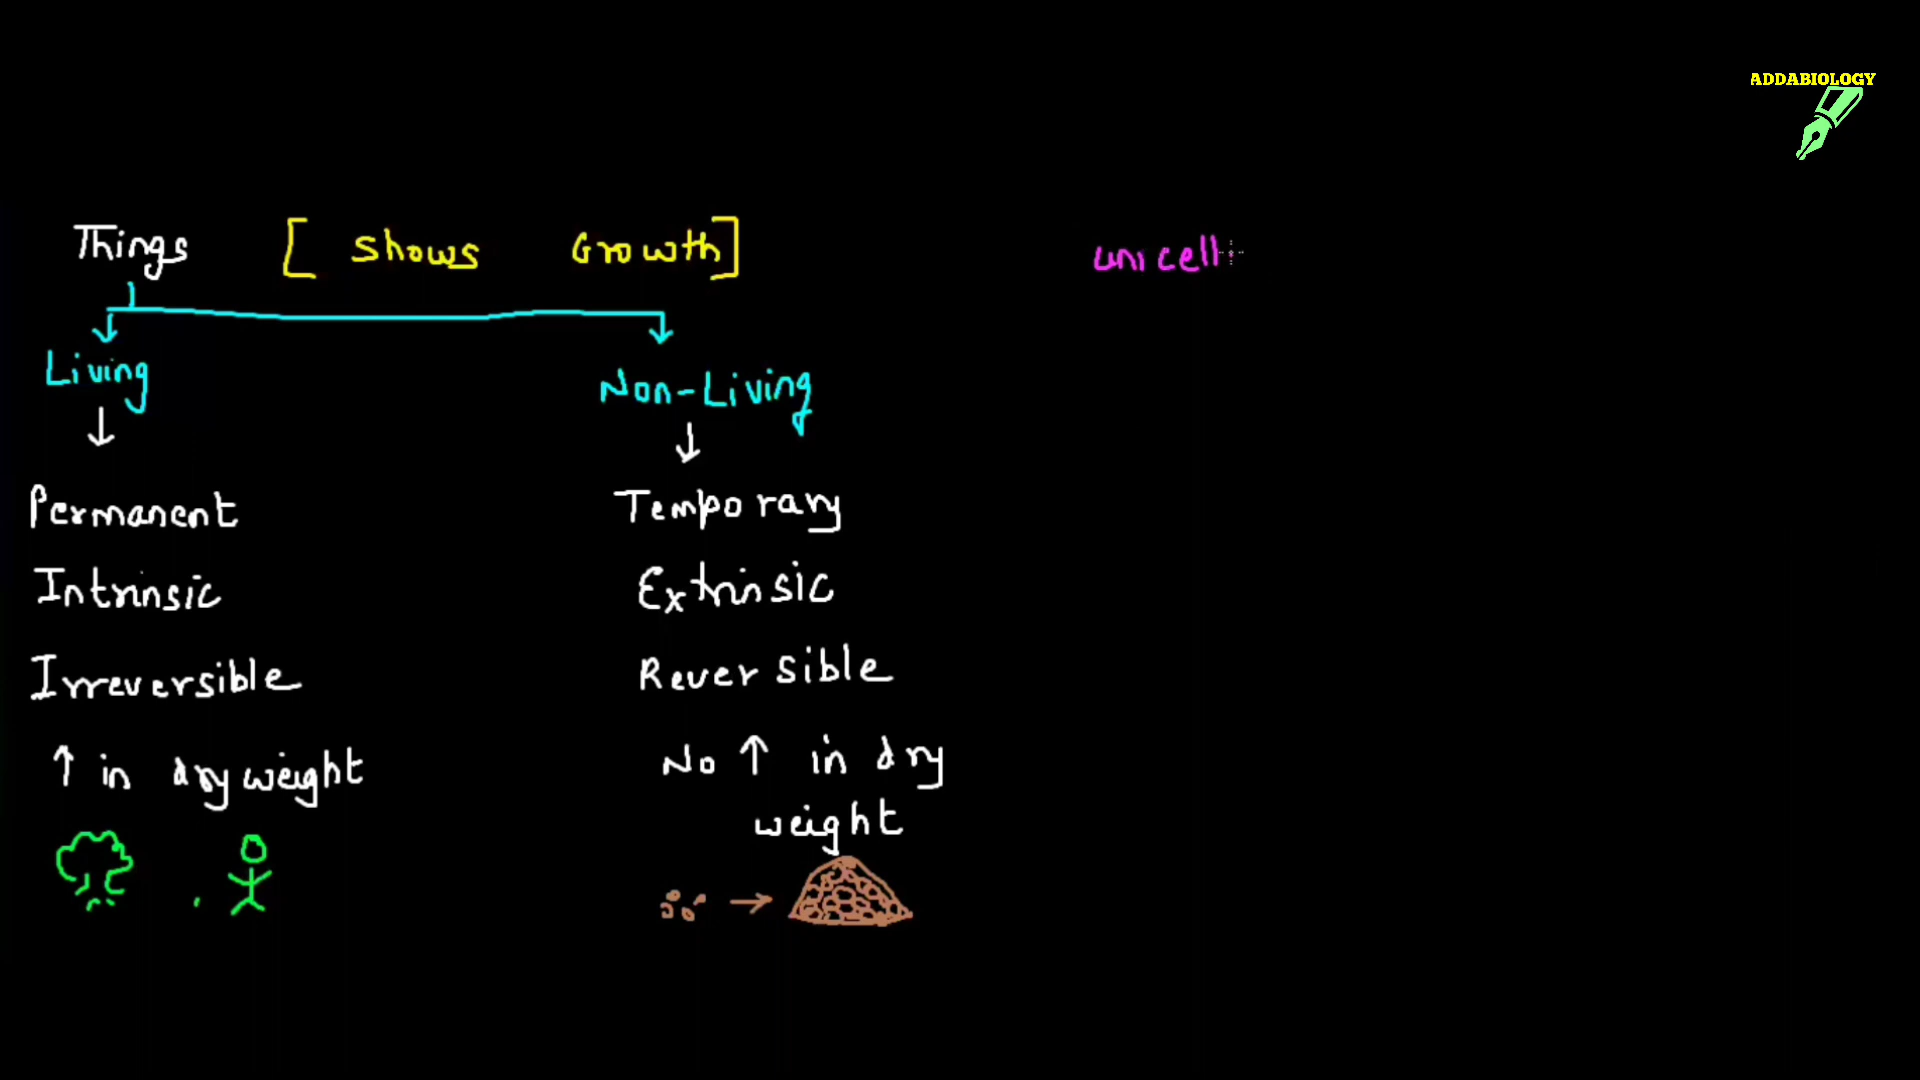 ADDABIOLOGY
Things [ shows Growth]
unicell
Living
Non-Living
Permanent
Temporary
Intrinsic
Extrinsic
Irreversible
Reversible
↑ in dry weight
No ↑ in dry
weight